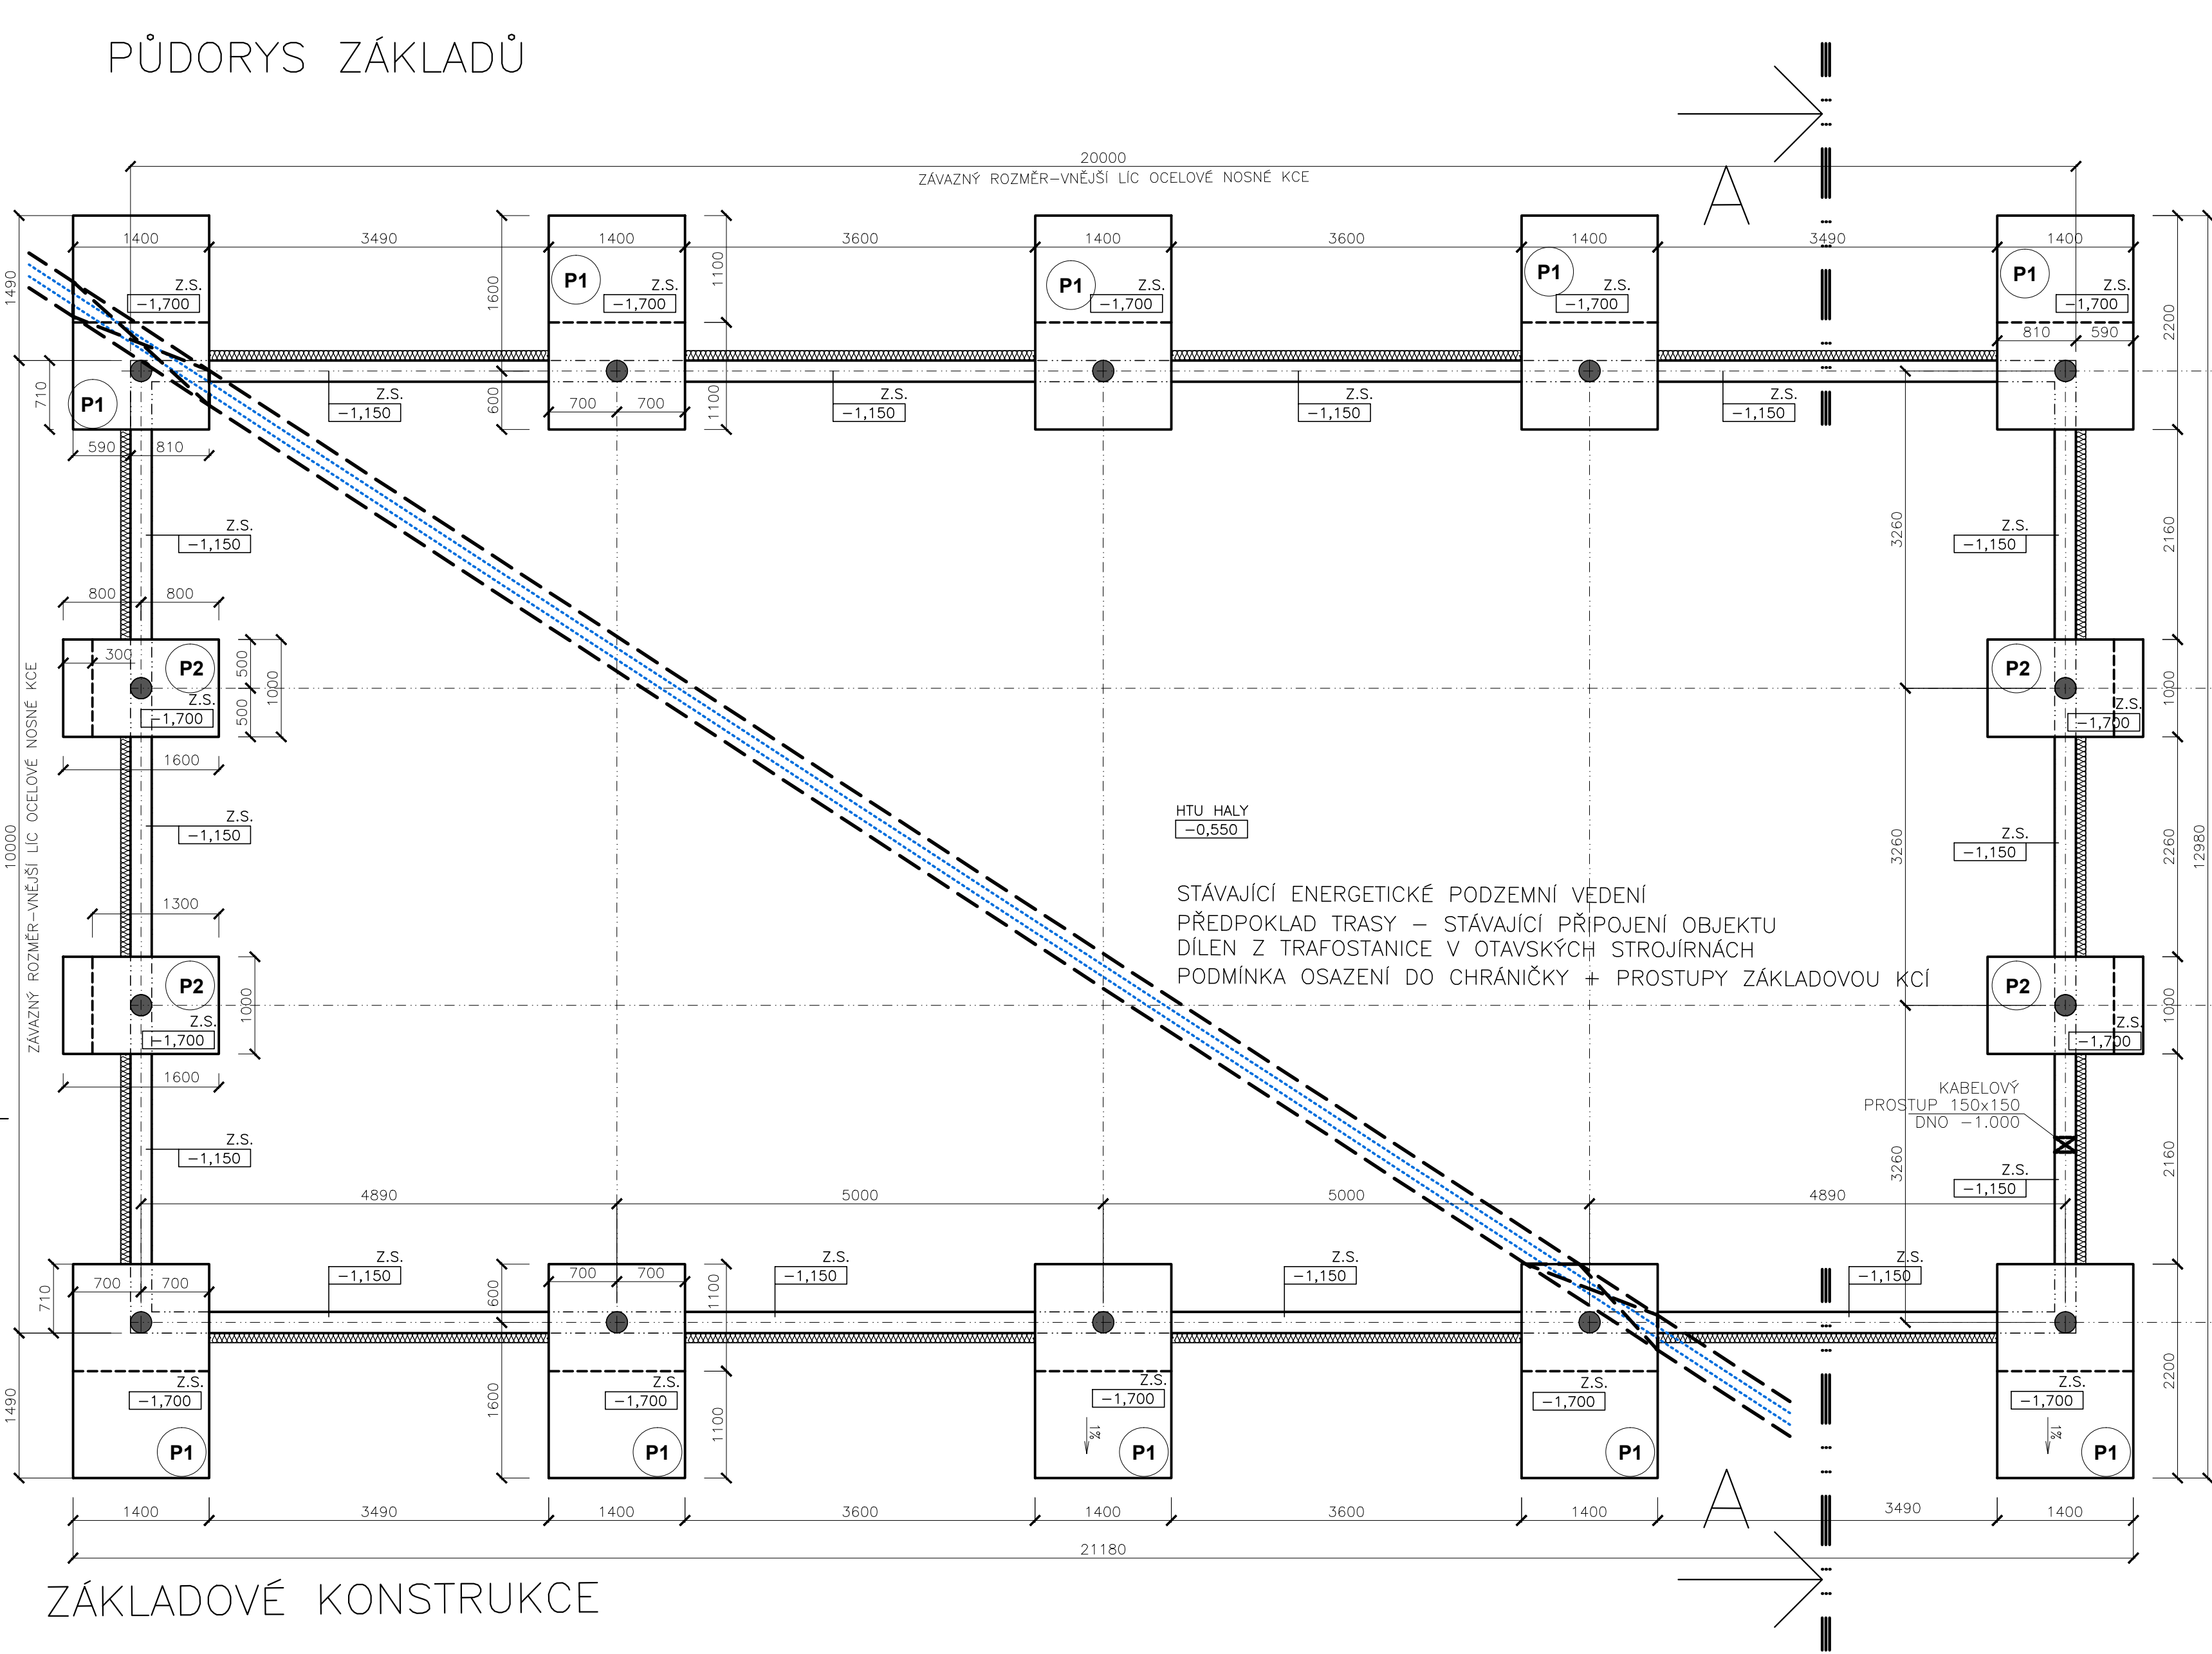 PŮDORYS ZÁKLADŮ
20000
ZÁVAZNÝ ROZMĚR–VNĚJŠÍ LÍC OCELOVÉ NOSNÉ KCE
A
1400 3490 1400 3600 1400 3600 1400 3490 1400
1490
1600
1100
2200
P1 P1 P1 P1
Z.S. Z.S. Z.S. Z.S. Z.S.
–1,700 –1,700 –1,700 –1,700 –1,700
810 590
710
P1
600
700 700
1100
Z.S. Z.S. Z.S. Z.S.
–1,150 –1,150 –1,150 –1,150
590 810
Z.S.
–1,150
3260
Z.S.
–1,150
2160
800 800
300
P2
500
500
1000
Z.S.
–1,700
1600
P2
Z.S.
–1,700
1000
ZÁVAZNÝ ROZMĚR–VNĚJŠÍ LÍC OCELOVÉ NOSNÉ KCE
10000
HTU HALY
–0,550
Z.S.
–1,150
3260
Z.S.
–1,150
2260
12980
STÁVAJÍCÍ ENERGETICKÉ PODZEMNÍ VEDENÍ
PŘEDPOKLAD TRASY – STÁVAJÍCÍ PŘIPOJENÍ OBJEKTU
DÍLEN Z TRAFOSTANICE V OTAVSKÝCH STROJÍRNÁCH
PODMÍNKA OSAZENÍ DO CHRÁNIČKY + PROSTUPY ZÁKLADOVOU KCÍ
1300
P2
1000
Z.S.
–1,700
1600
P2
Z.S.
–1,700
1000
KABELOVÝ
PROSTUP 150x150
DNO –1.000
Z.S.
–1,150
3260
Z.S.
–1,150
2160
4890 5000 5000 4890
Z.S. Z.S. Z.S. Z.S.
–1,150 –1,150 –1,150 –1,150
710
700 700
600
700 700
1100
1490
1600
1100
2200
Z.S. Z.S. Z.S. Z.S. Z.S.
–1,700 –1,700 –1,700 –1,700 –1,700
1% 1%
P1 P1 P1 P1 P1
A
1400 3490 1400 3600 1400 3600 1400 3490 1400
21180
ZÁKLADOVÉ KONSTRUKCE